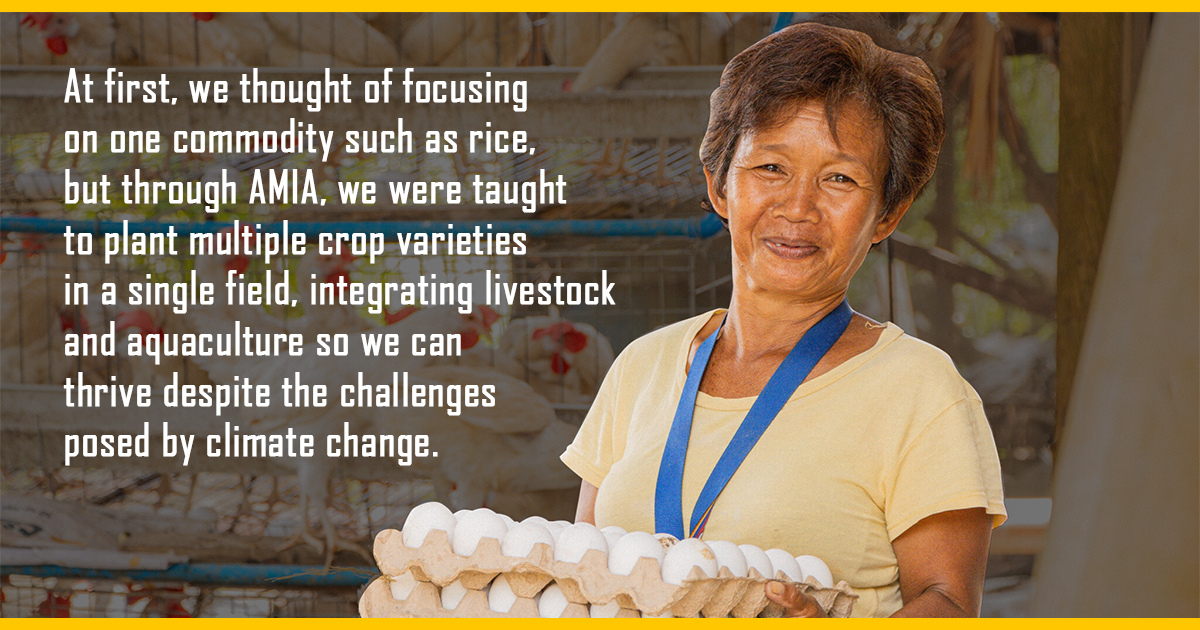 At first, we thought of focusing
on one commodity such as rice,
but through AMIA, we were taught
to plant multiple crop varieties
in a single field, integrating livestock
and aquaculture so we can
thrive despite the challenges
posed by climate change.